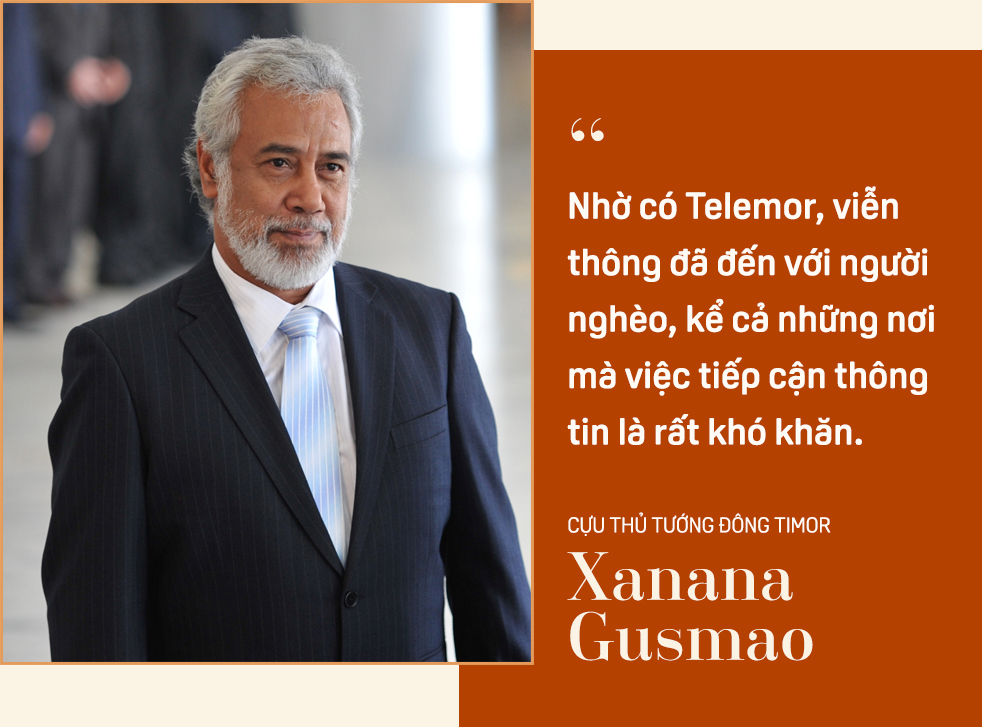 “
Nhờ có Telemor, viễn
thông đã đến với người
nghèo, kể cả những nơi
mà việc tiếp cận thông
tin là rất khó khăn.
CỰU THỦ TƯỚNG ĐÔNG TIMOR
Xanana
Gusmao